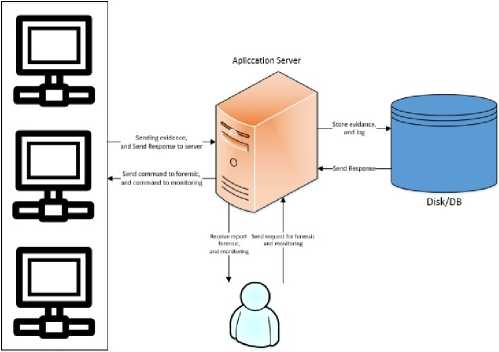 Apliccation Server
Sending evidence,
and Send Response to server
Send command to forensic,
and command to monitoring
Store evidence,
and log
Send Response
Disk/DB
Receive report
forensic,
and monitoring
Send request for forensic
and monitoring